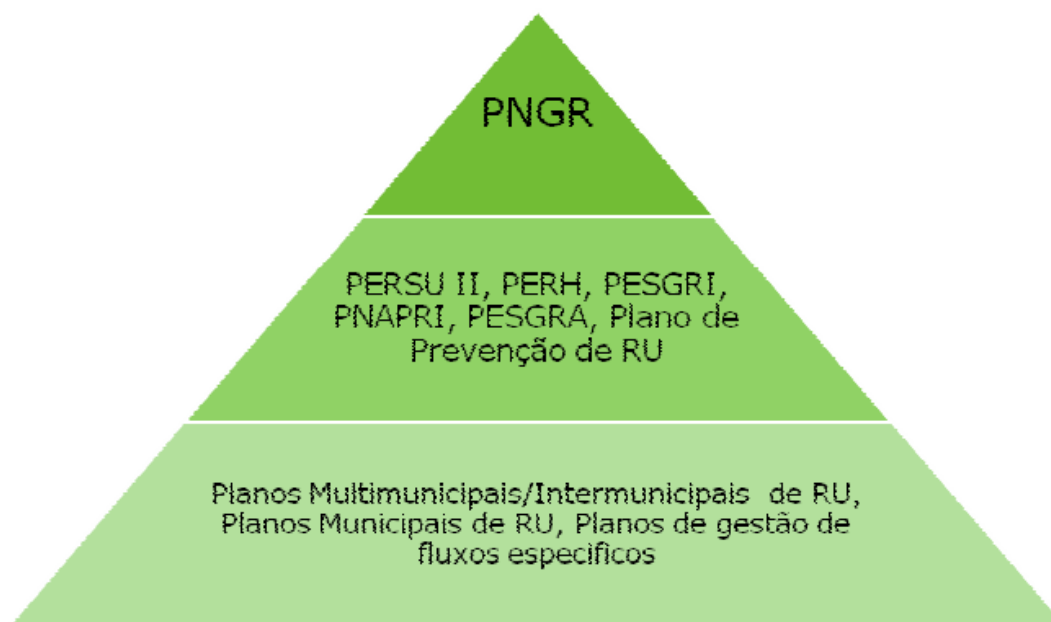 PNGR
PERSU II, PERH, PESGRI,
PNAPRI, PESGRA, Plano de
Prevenção de RU
Planos Multimunicipais/Intermunicipais de RU,
Planos Municipais de RU, Planos de gestão de
fluxos especificos